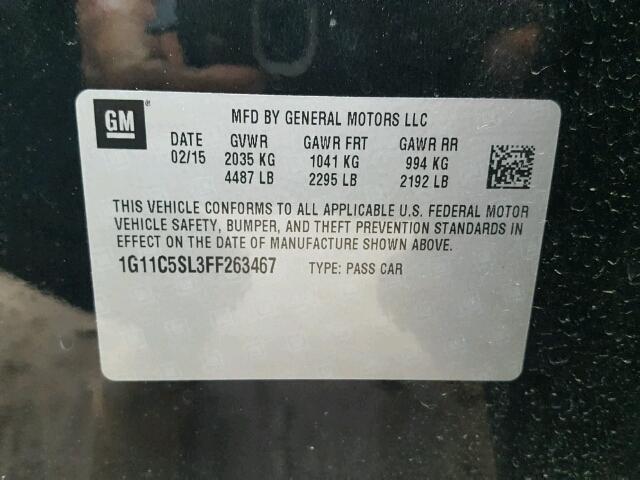 GM ® MFD BY GENERAL MOTORS LLC
DATE GVWR GAWR FRT GAWR RR
02/15 2035 KG 1041 KG 994 KG
4487 LB 2295 LB 2192 LB
THIS VEHICLE CONFORMS TO ALL APPLICABLE U.S. FEDERAL MOTOR
VEHICLE SAFETY, BUMPER, AND THEFT PREVENTION STANDARDS IN
EFFECT ON THE DATE OF MANUFACTURE SHOWN ABOVE.
1G11C5SL3FF263467 TYPE: PASS CAR